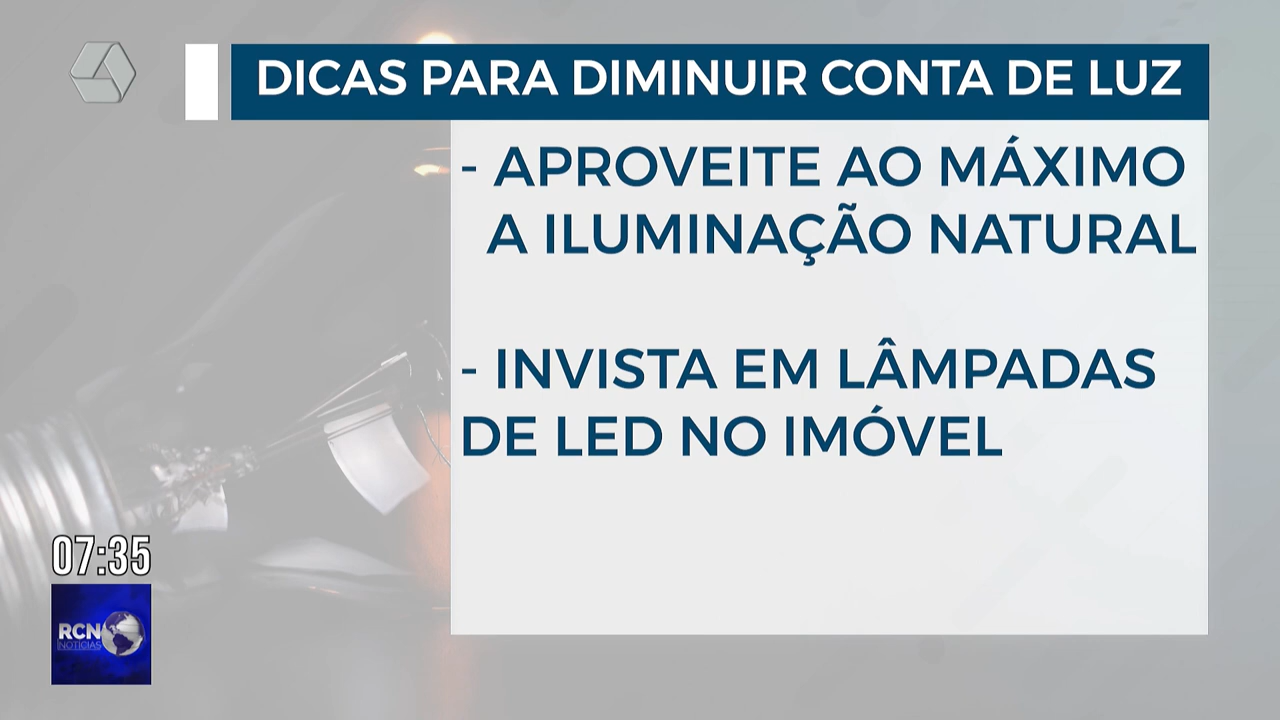 DICAS PARA DIMINUIR CONTA DE LUZ
- APROVEITE AO MÁXIMO
A ILUMINAÇÃO NATURAL
- INVISTA EM LÂMPADAS
DE LED NO IMÓVEL
07:35
RCN
NOTÍCIAS